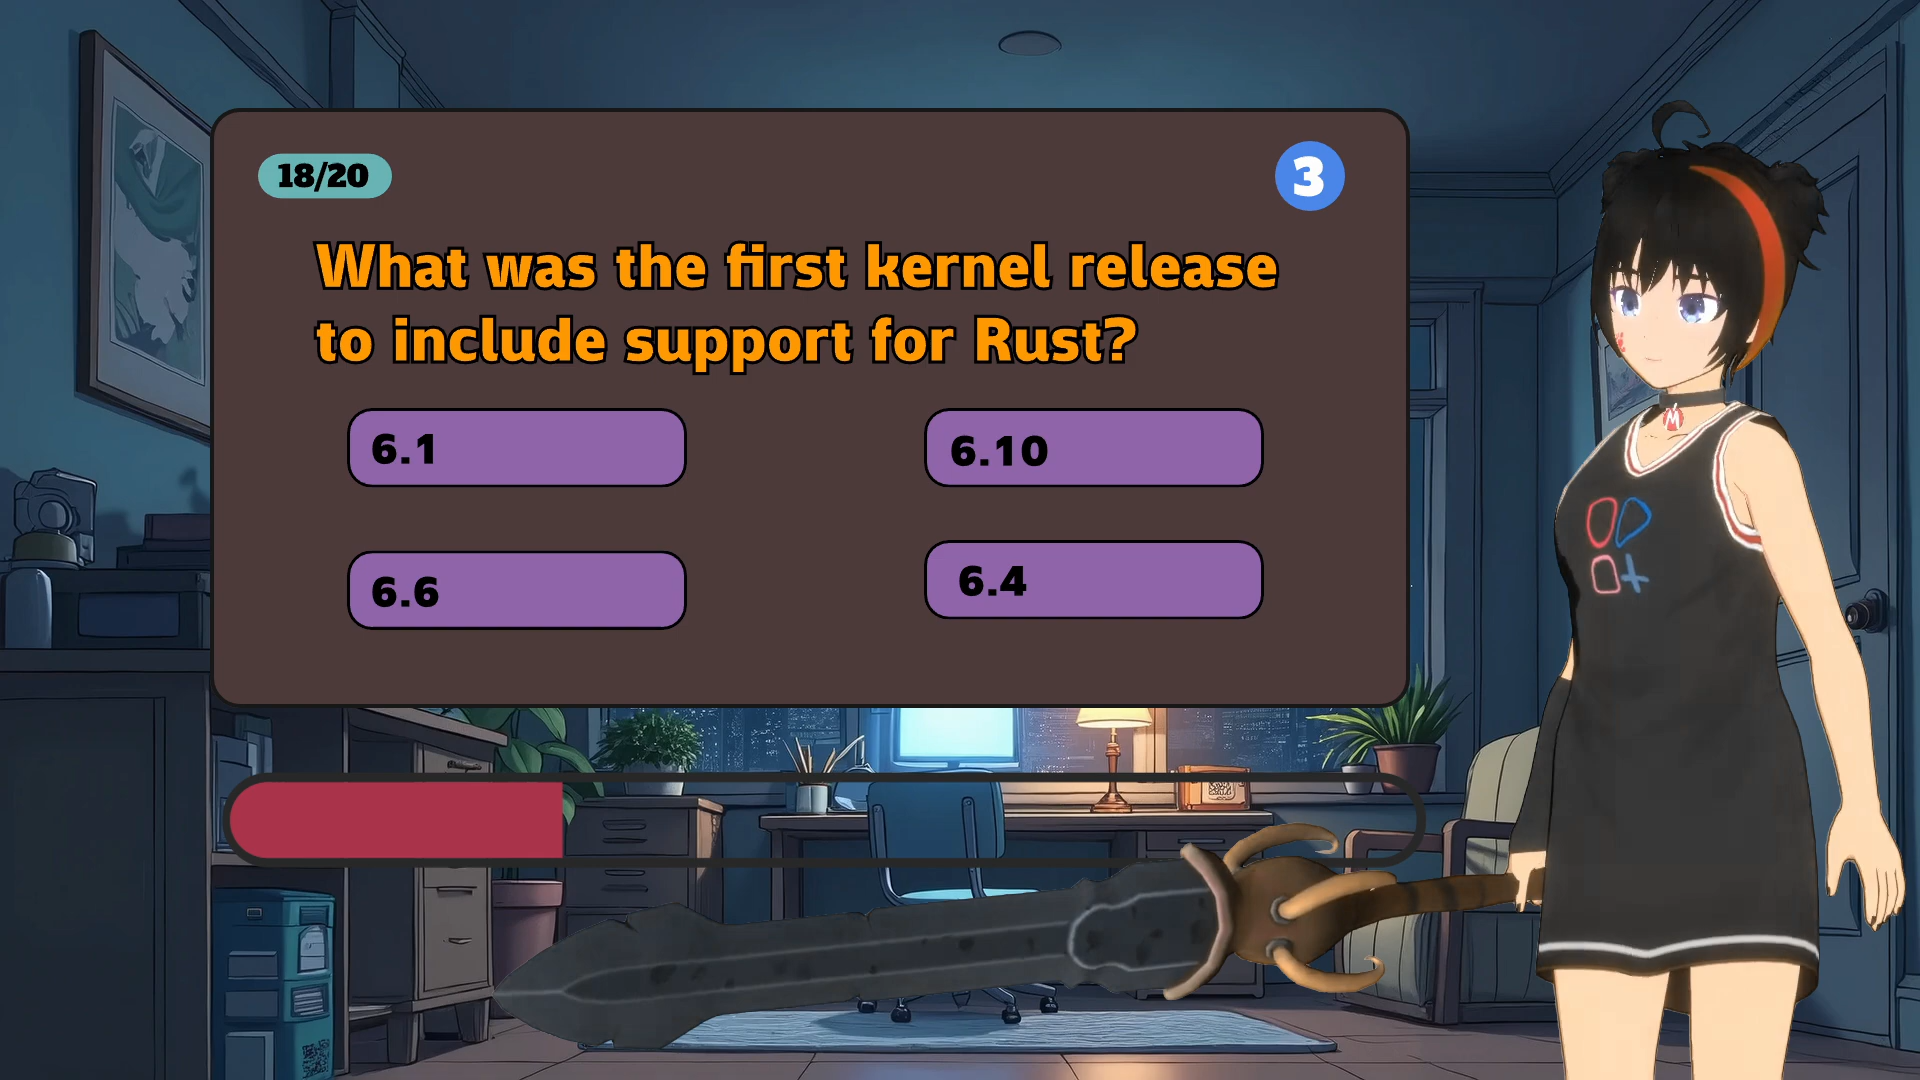 18/20
3
What was the first kernel release
to include support for Rust?
6.1
6.10
6.6
6.4
M